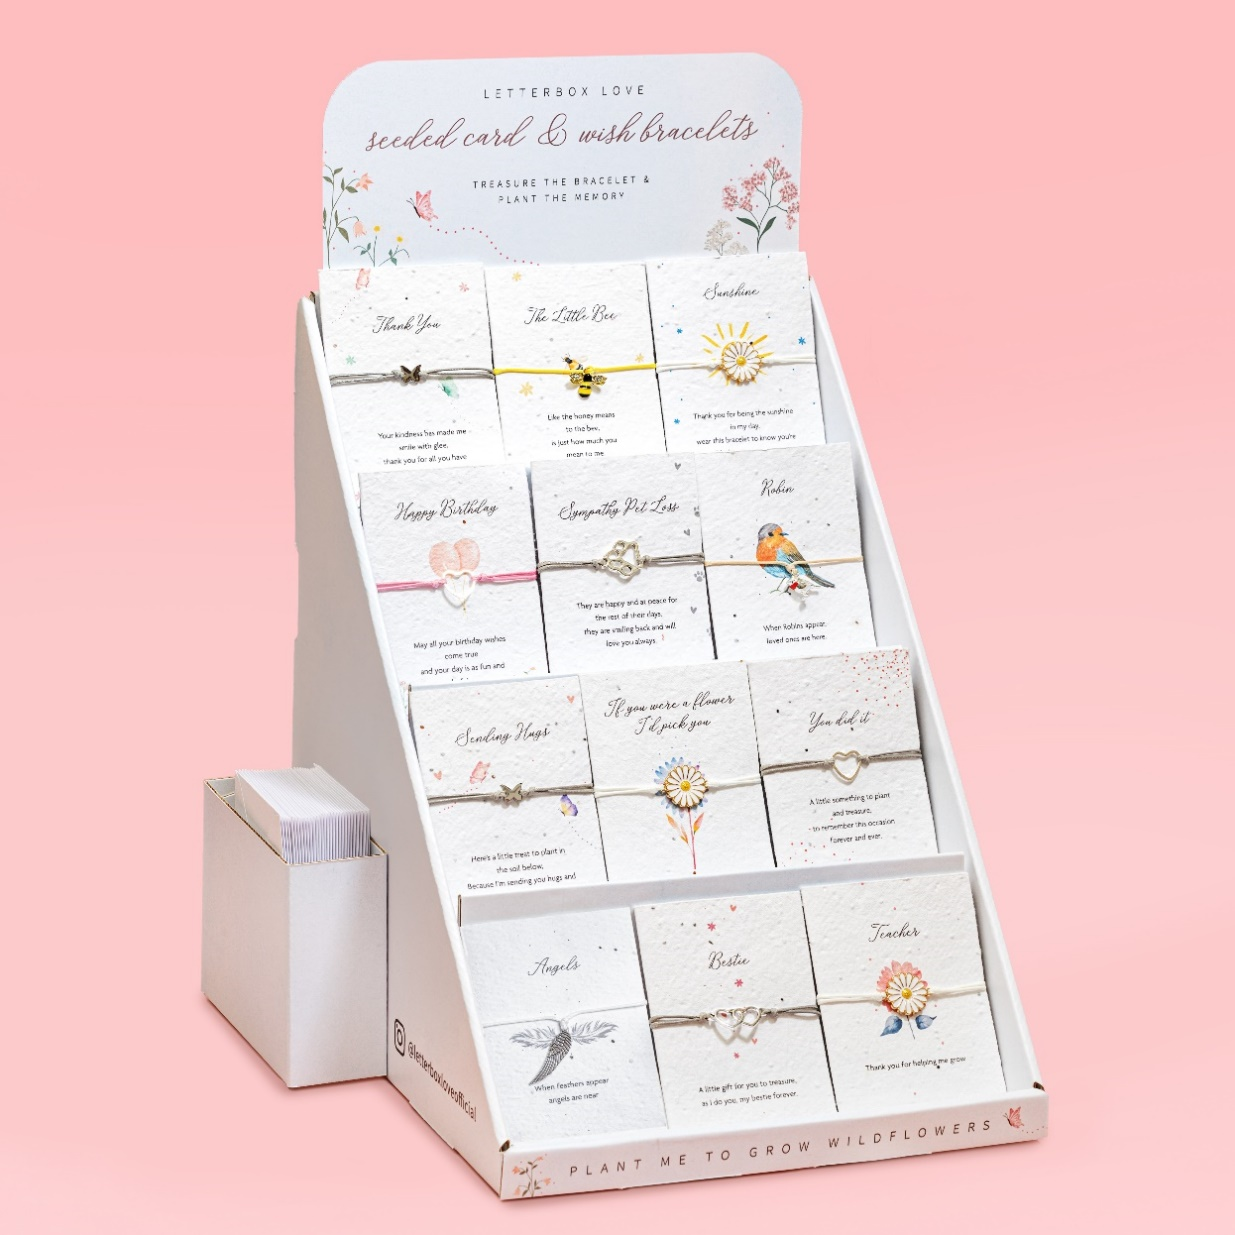 LETTERBOX LOVE
seeded card & wish bracelets
TREASURE THE BRACELET &
PLANT THE MEMORY
Thank You
Your kindness has made me
smile with glee,
thank you for all you have
The Little Bee
Like the honey means
to the bee,
is just how much you
mean to me
Sunshine
Thank you for being the sunshine
in my day,
wear this bracelet to know you're
Happy Birthday
May all your birthday wishes
come true
and your day is as fun and
Sympathy Pet Loss
They are happy and at peace for
the rest of their days,
they are smiling back and will
love you always.
Robin
When Robins appear,
loved ones are here.
Sending Hugs
Here's a little treat to plant in
the soil below,
Because I'm sending you hugs and
If you were a flower
I'd pick you
You did it
A little something to plant
and treasure,
to remember this occasion
forever and ever.
Angels
When feathers appear
angels are near
Bestie
A little gift for you to treasure,
as i do you, my bestie forever.
Teacher
Thank you for helping me grow
@letterboxloveofficial
PLANT ME TO GROW WILDFLOWERS